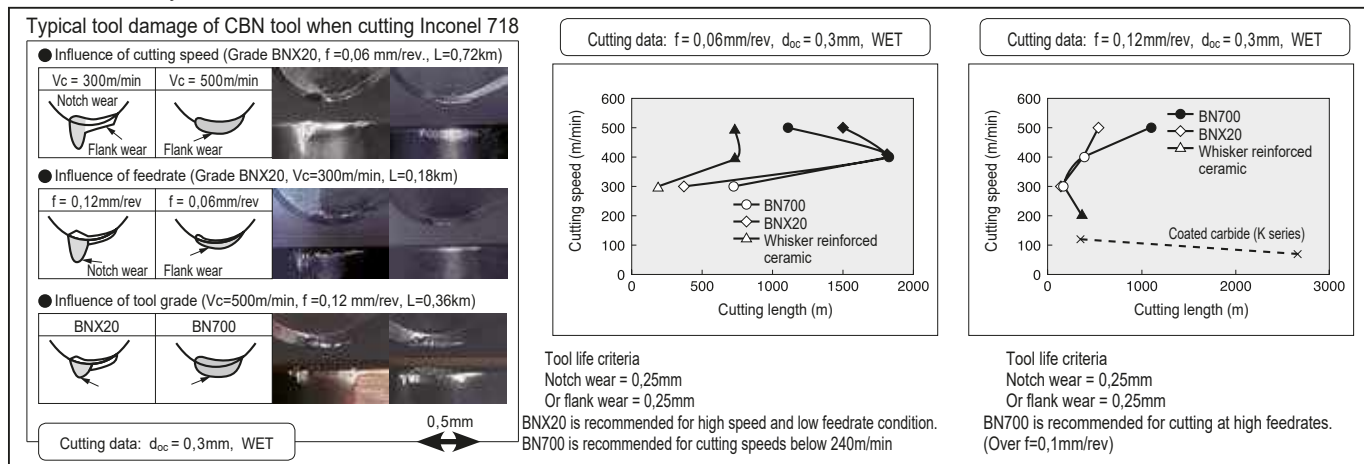 Typical tool damage of CBN tool when cutting Inconel 718
● Influence of cutting speed (Grade BNX20, f =0,06 mm/rev., L=0,72km)
Vc = 300m/min
Vc = 500m/min
Notch wear
Flank wear
Flank wear
● Influence of feedrate (Grade BNX20, Vc=300m/min, L=0,18km)
f = 0,12mm/rev
f = 0,06mm/rev
Notch wear
Flank wear
● Influence of tool grade (Vc=500m/min, f =0,12 mm/rev, L=0,36km)
BNX20
BN700
Cutting data: doc = 0,3mm, WET
0,5mm
Cutting data: f = 0,06mm/rev, doc = 0,3mm, WET
Cutting speed (m/min)
600
500
400
300
200
100
0
BN700
BNX20
Whisker reinforced
ceramic
0
500
1000
1500
2000
Cutting length (m)
Tool life criteria
Notch wear = 0,25mm
Or flank wear = 0,25mm
BNX20 is recommended for high speed and low feedrate condition.
BN700 is recommended for cutting speeds below 240m/min
Cutting data: f = 0,12mm/rev, doc = 0,3mm, WET
Cutting speed (m/min)
600
500
400
300
200
100
0
BN700
BNX20
Whisker reinforced
ceramic
Coated carbide (K series)
0
1000
2000
3000
Cutting length (m)
Tool life criteria
Notch wear = 0,25mm
Or flank wear = 0,25mm
BN700 is recommended for cutting at high feedrates.
(Over f=0,1mm/rev)